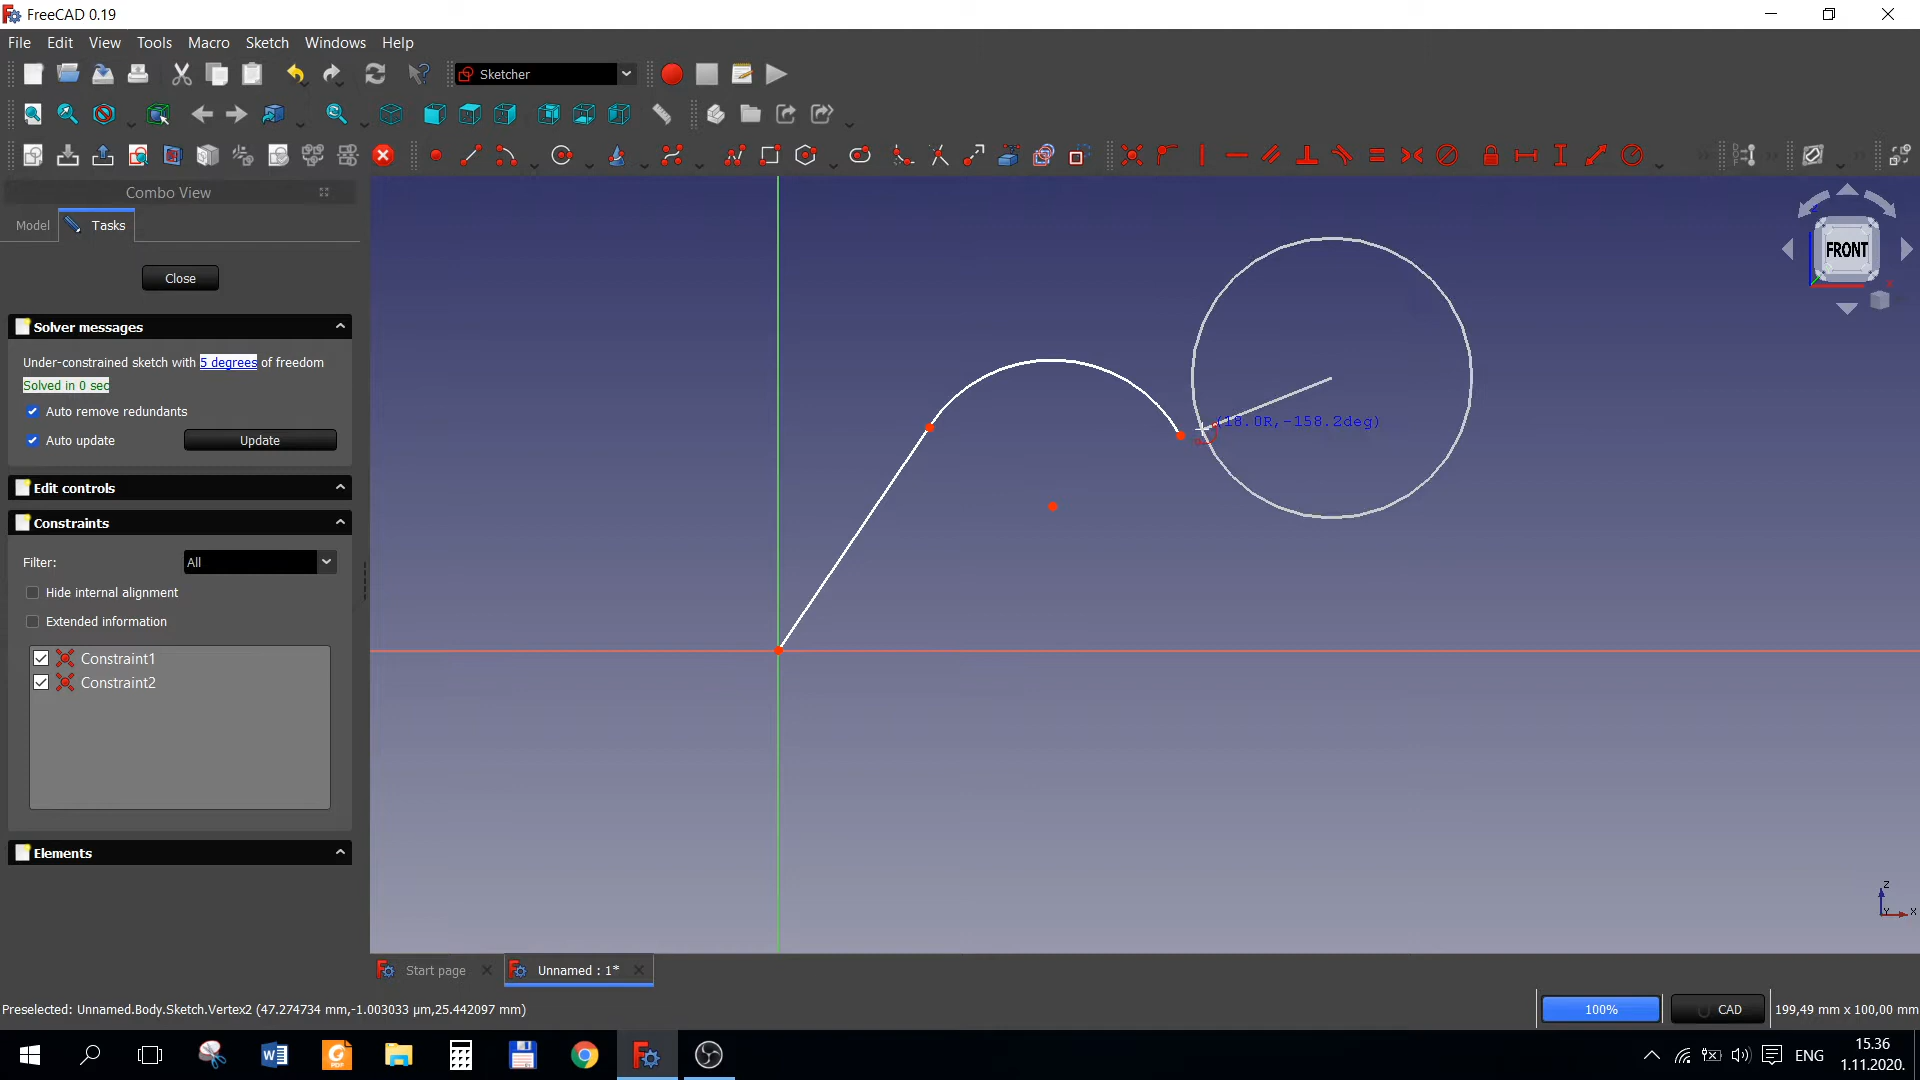 FreeCAD 0.19
File Edit View Tools Macro Sketch Windows Help
Sketcher
Combo View
Model Tasks
Close
Solver messages
Under-constrained sketch with 5 degrees of freedom
Solved in 0 sec
Auto remove redundants
Auto update Update
Edit controls
Constraints
Filter: All
Hide internal alignment
Extended information
Constraint1
Constraint2
Elements
(18.0R,-158.2deg)
FRONT
Z
Y X
Start page Unnamed : 1*
Preselected: Unnamed.Body.Sketch.Vertex2 (47.274734 mm,-1.003033 μm,25.442097 mm) 100% CAD 199,49 mm x 100,00 mm
ENG 15.36
1.11.2020.